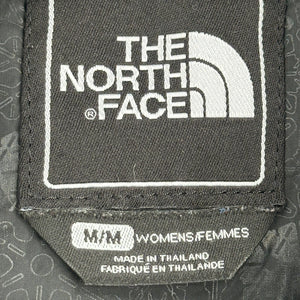 THE
NORTH
®FACE
M/M WOMENS/FEMMES
MADE IN THAILAND
FABRIQUÉ EN THAILANDE